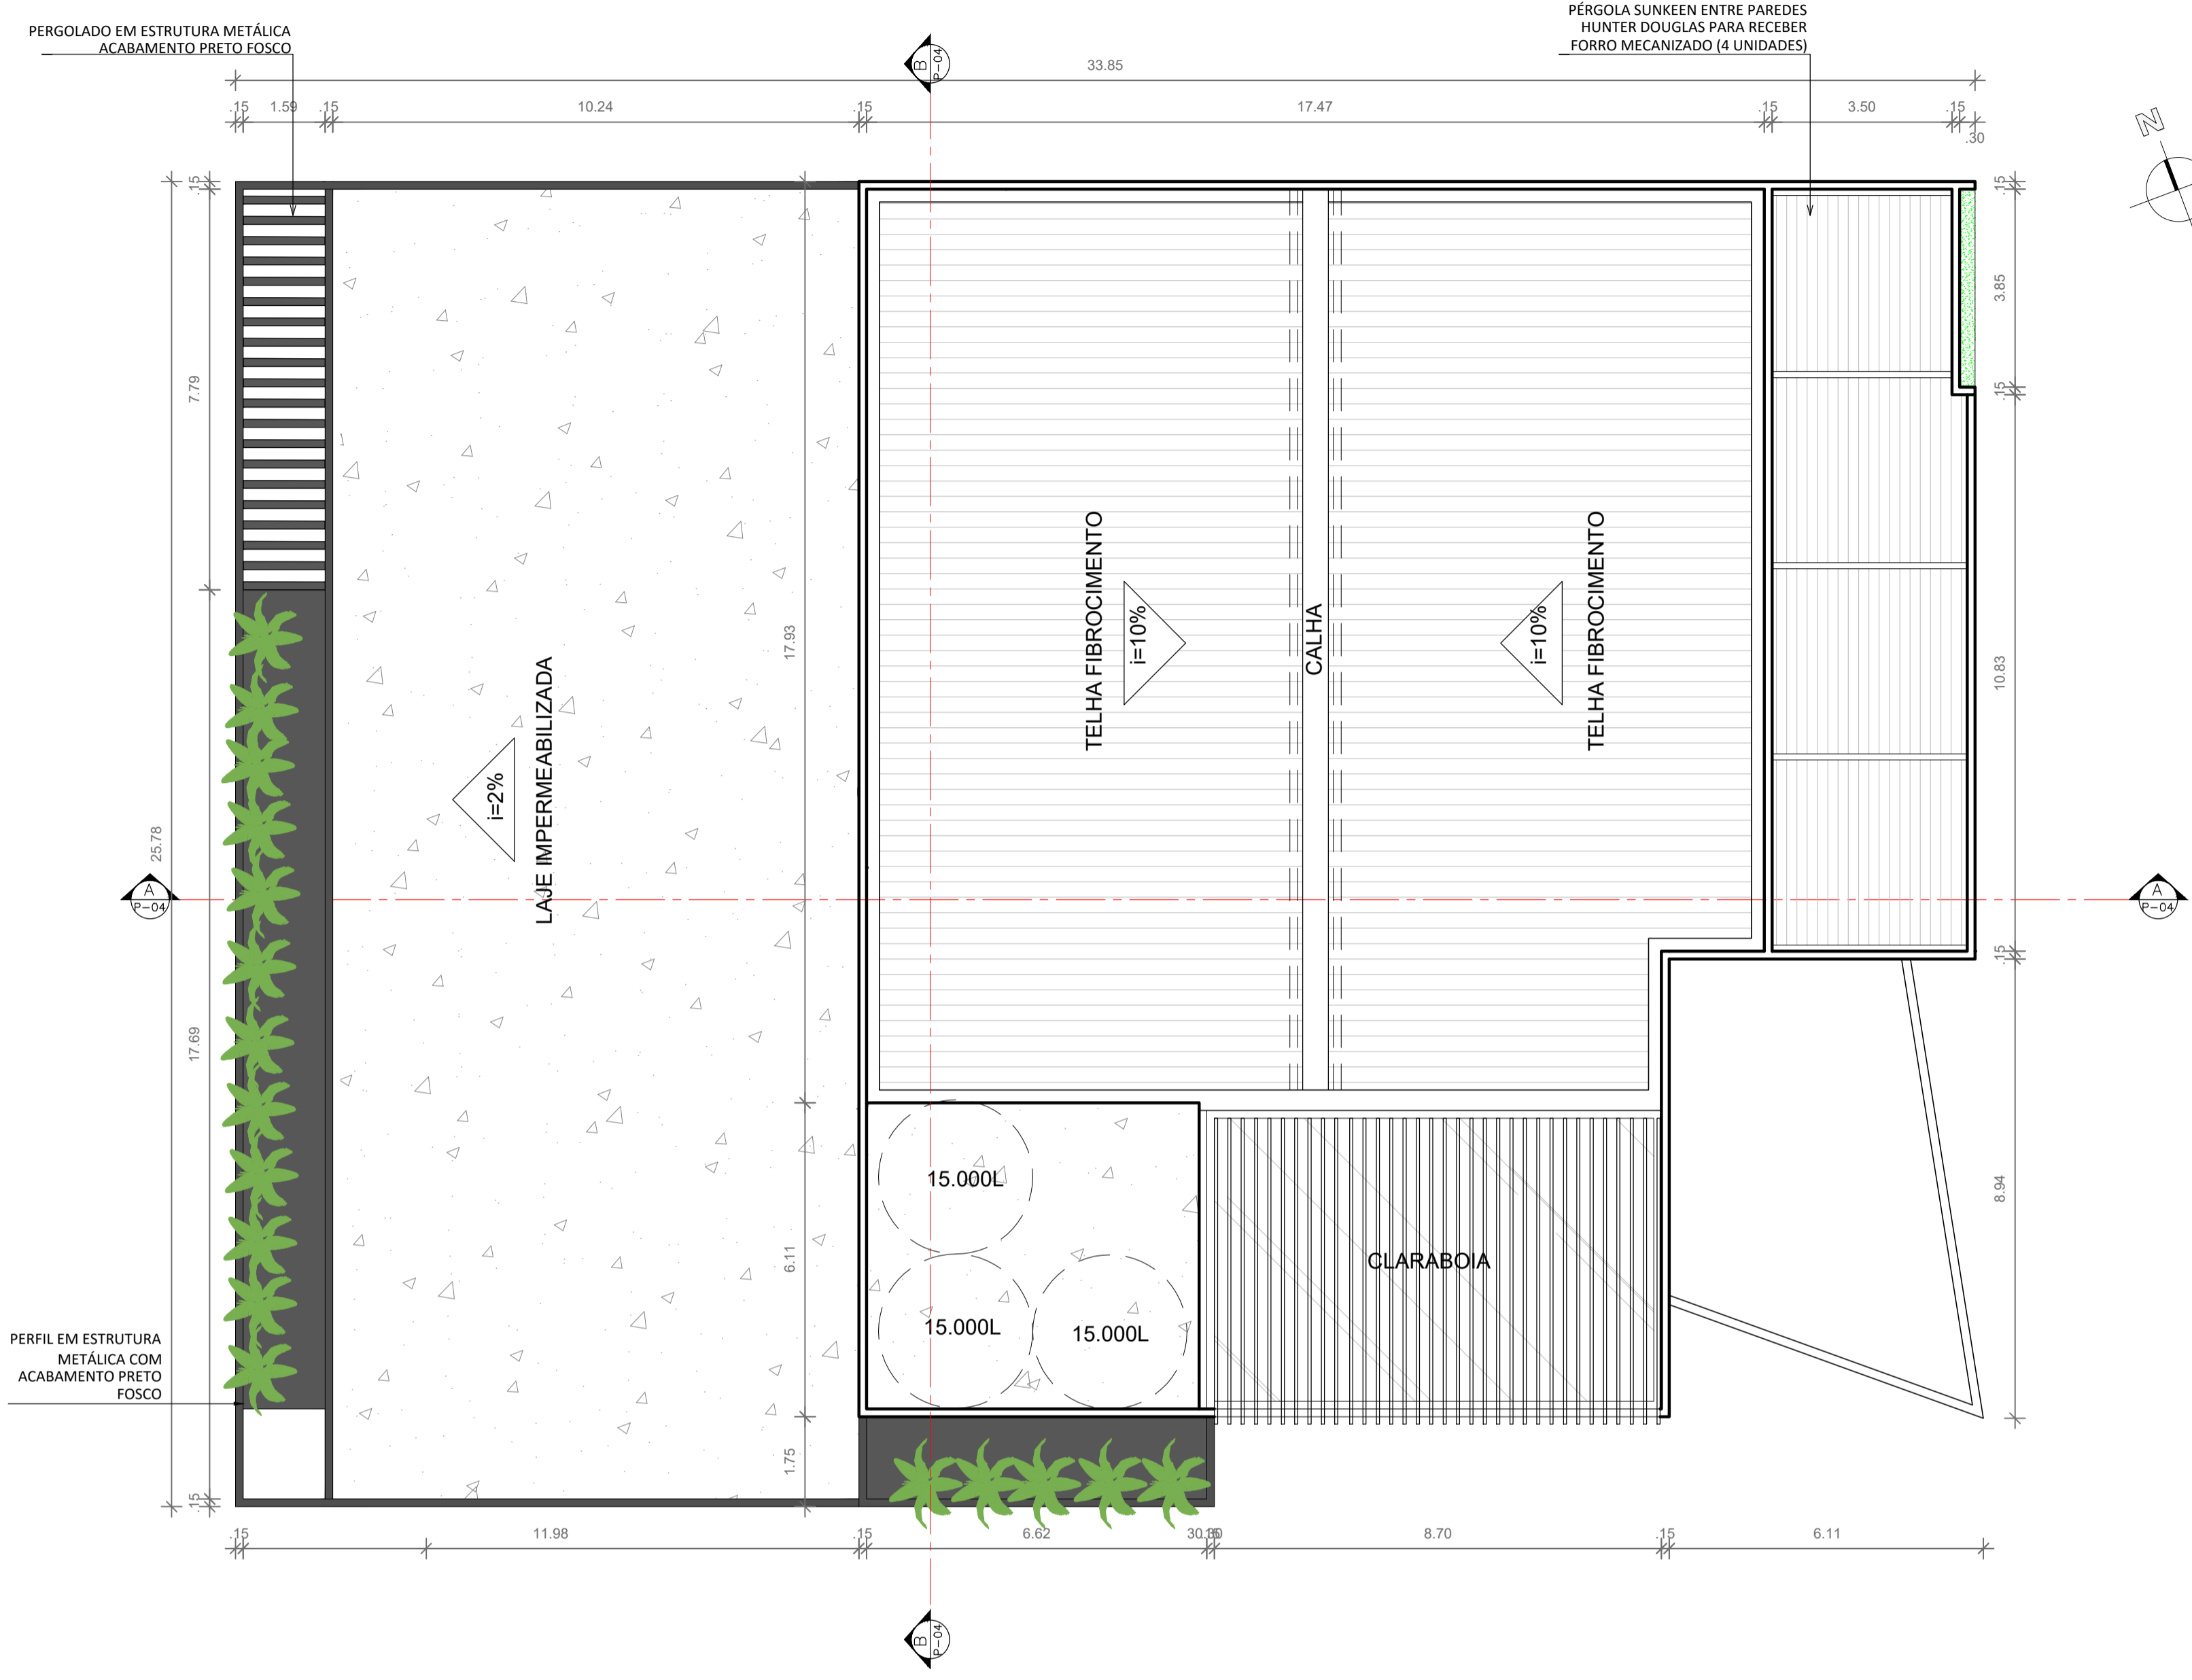 PERGOLADO EM ESTRUTURA METÁLICA
ACABAMENTO PRETO FOSCO
PÉRGOLA SUNKEEN ENTRE PAREDES
HUNTER DOUGLAS PARA RECEBER
FORRO MECANIZADO (4 UNIDADES)
B
P-04
33.85
.15 1.59 .15 10.24 .15 17.47 .15 3.50 .15
.30
N
.15
7.79
17.69
.15
25.78
17.93
6.11
1.75
.15
3.85
.15
10.83
.15
8.94
LAJE IMPERMEABILIZADA
i=2%
TELHA FIBROCIMENTO
i=10%
CALHA
i=10%
TELHA FIBROCIMENTO
A
P-04
A
P-04
15.000L
15.000L
15.000L
CLARABOIA
PERFIL EM ESTRUTURA
METÁLICA COM
ACABAMENTO PRETO
FOSCO
.15 11.98 .15 6.62 8.70 .15 6.11
B
P-04